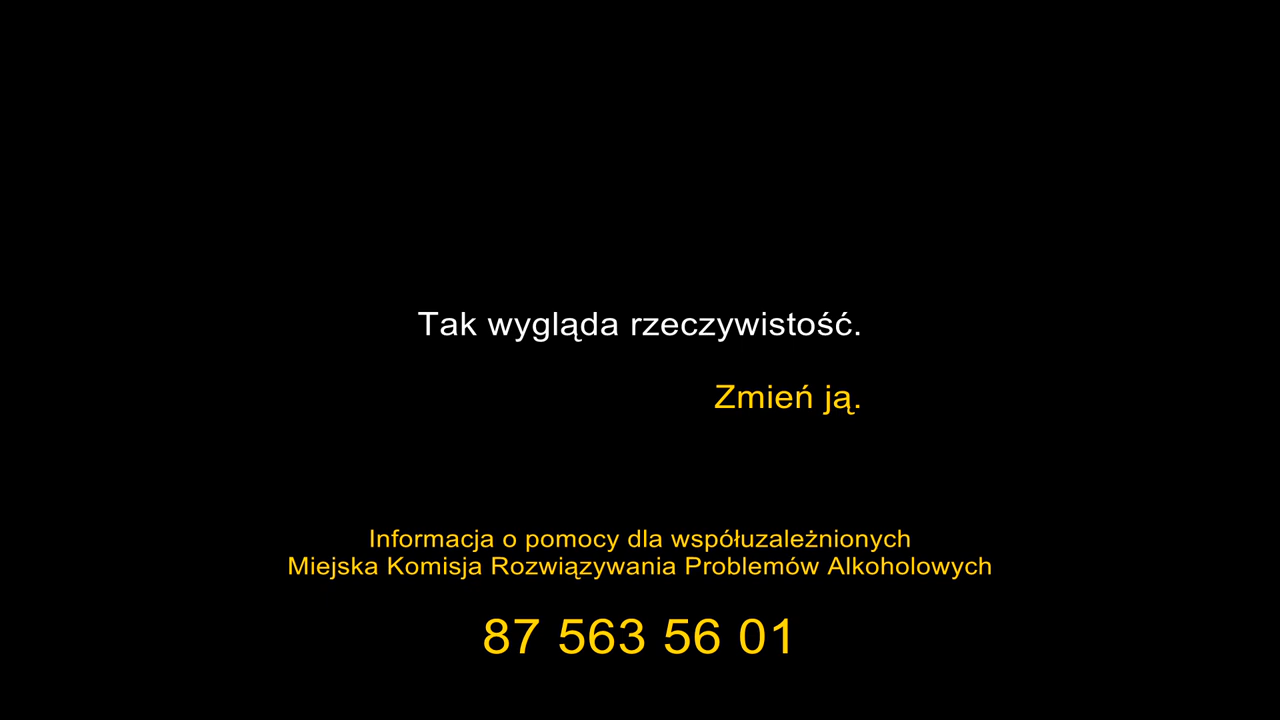 Tak wygląda rzeczywistość.
Zmień ją.
Informacja o pomocy dla współuzależnionych
Miejska Komisja Rozwiązywania Problemów Alkoholowych
87 563 56 01